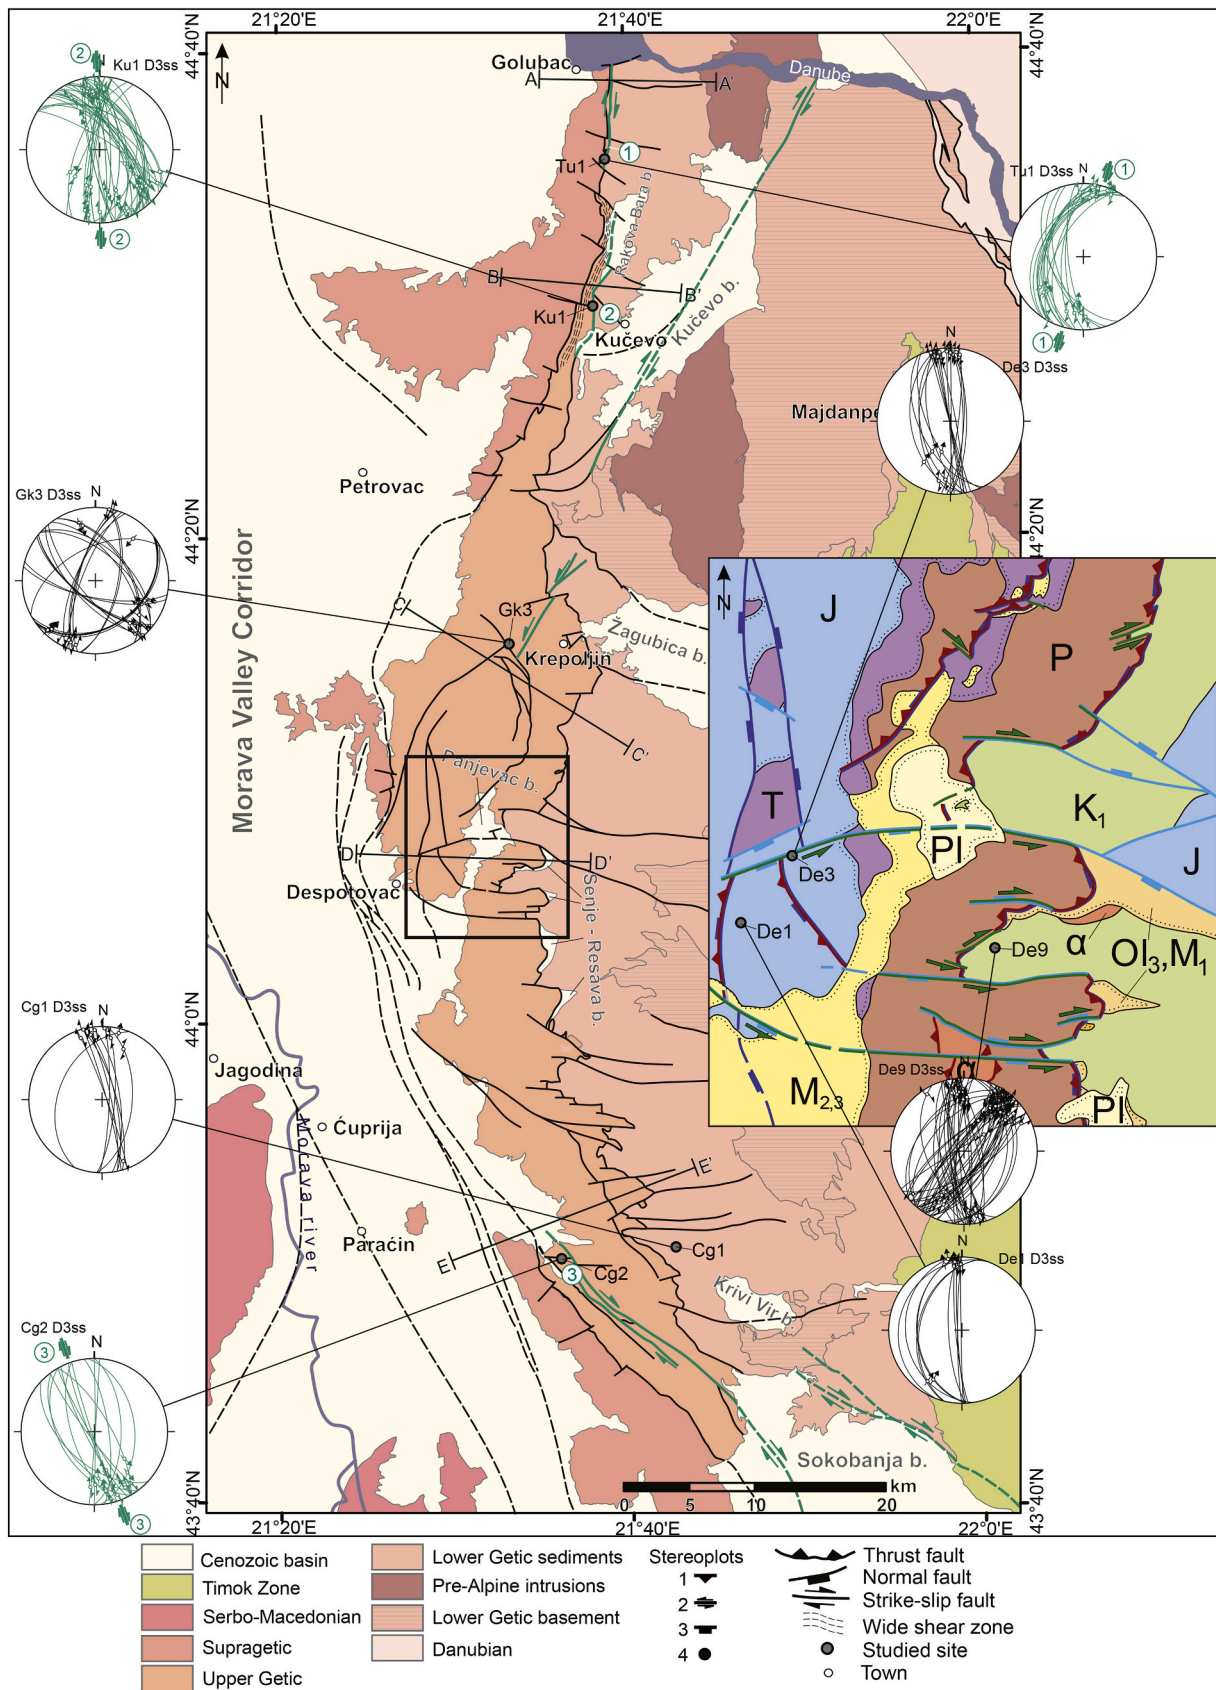 21°20'E
21°40'E
22°0'E
44°40'N
44°40'N
N
2
N
Ku1 D3ss
2
Golubac
A
A'
Danube
Tu1
1
Rakova Bara b.
Tu1 D3ss
N
1
1
B
B'
Ku1
2
Kučevo
Kučevo b.
N
De3 D3ss
Majdanpe
Petrovac
Gk3 D3ss
N
44°20'N
44°20'N
Morava Valley Corridor
C
Gk3
Krepoljin
Žagubica b.
C'
Panjevac b.
D
D'
Despotovac
Senje - Resava b.
N
J
P
T
K1
Pl
J
De3
De1
De9
α
Ol3,M1
M2,3
Pl
α
De9 D3ss
N
Cg1 D3ss
N
44°0'N
Jagodina
Ćuprija
Morava river
Paraćin
E'
E
Cg1
Cg2
3
Krivi Vir b.
N
De1 D3ss
Cg2 D3ss
3
N
3
Sokobanja b.
0
5
10
20
km
43°40'N
43°40'N
21°20'E
21°40'E
22°0'E
Cenozoic basin
Timok Zone
Serbo-Macedonian
Supragetic
Upper Getic
Lower Getic sediments
Pre-Alpine intrusions
Lower Getic basement
Danubian
Stereoplots
1
2
3
4
Thrust fault
Normal fault
Strike-slip fault
Wide shear zone
Studied site
Town